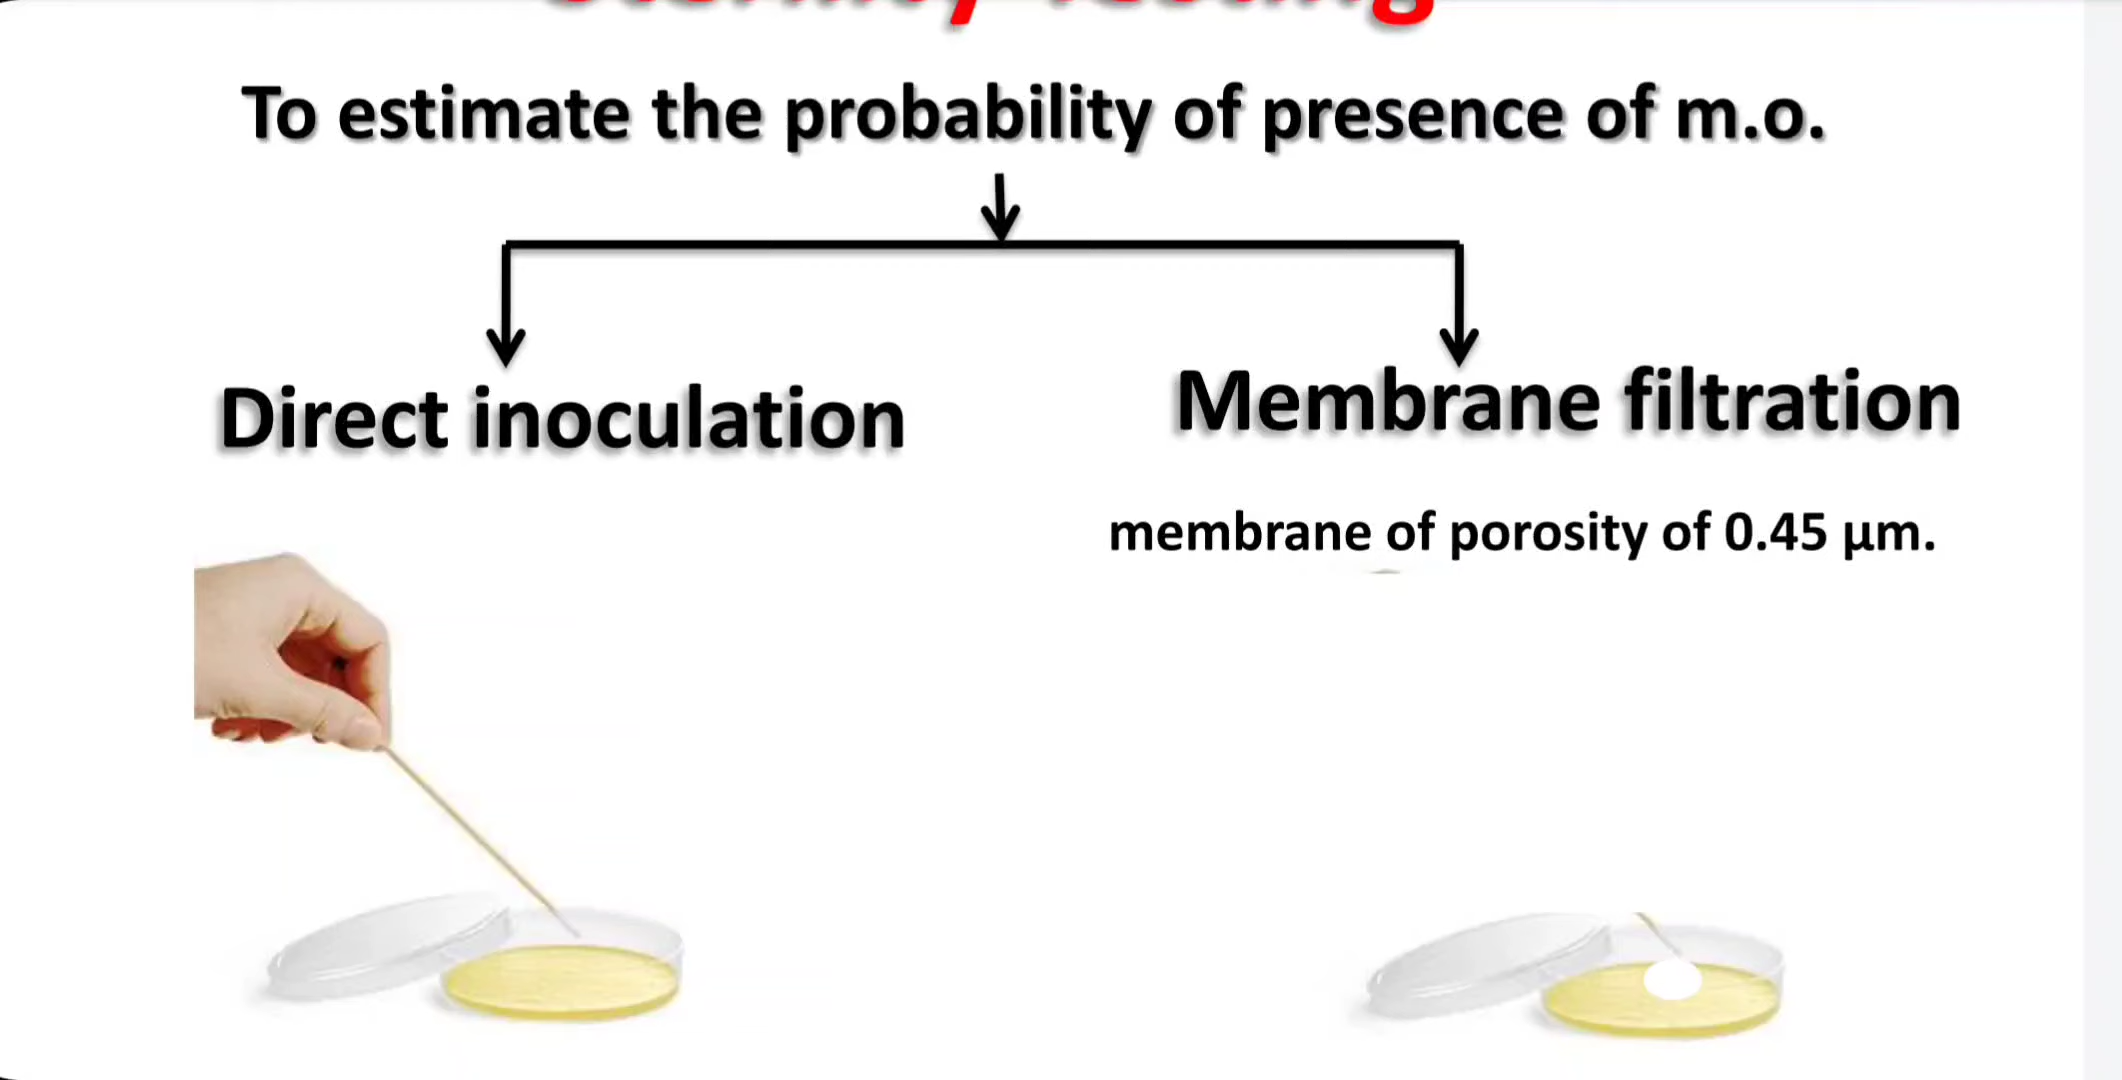 To estimate the probability of presence of m.o.
Direct inoculation
Membrane filtration
membrane of porosity of 0.45 µm.